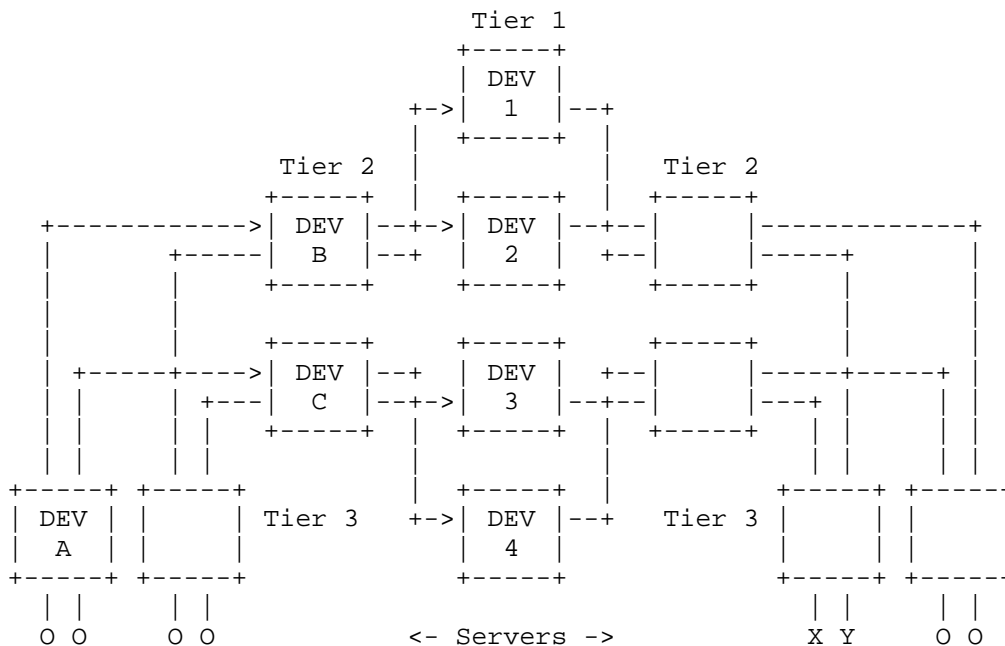 Tier 1
DEV
1
Tier 2
Tier 2
DEV
B
DEV
2
DEV
C
DEV
3
DEV
A
Tier 3
DEV
4
Tier 3
O O
O O
<- Servers ->
X Y
O O